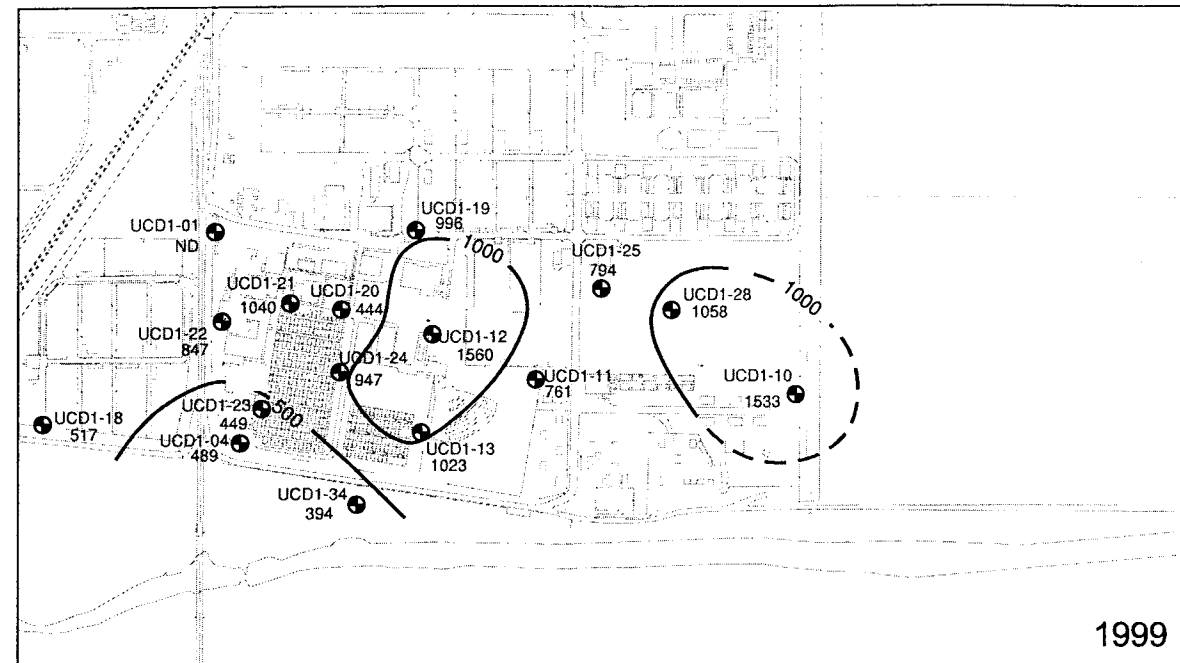 UCD1-19
996
UCD1-01
ND
1000
UCD1-25
794
UCD1-21
1040
UCD1-20
444
UCD1-28
1058
1000
UCD1-22
847
UCD1-12
1560
UCD1-24
947
UCD1-11
761
UCD1-10
1533
UCD1-23
449
500
UCD1-18
517
UCD1-04
489
UCD1-13
1023
UCD1-34
394
1999